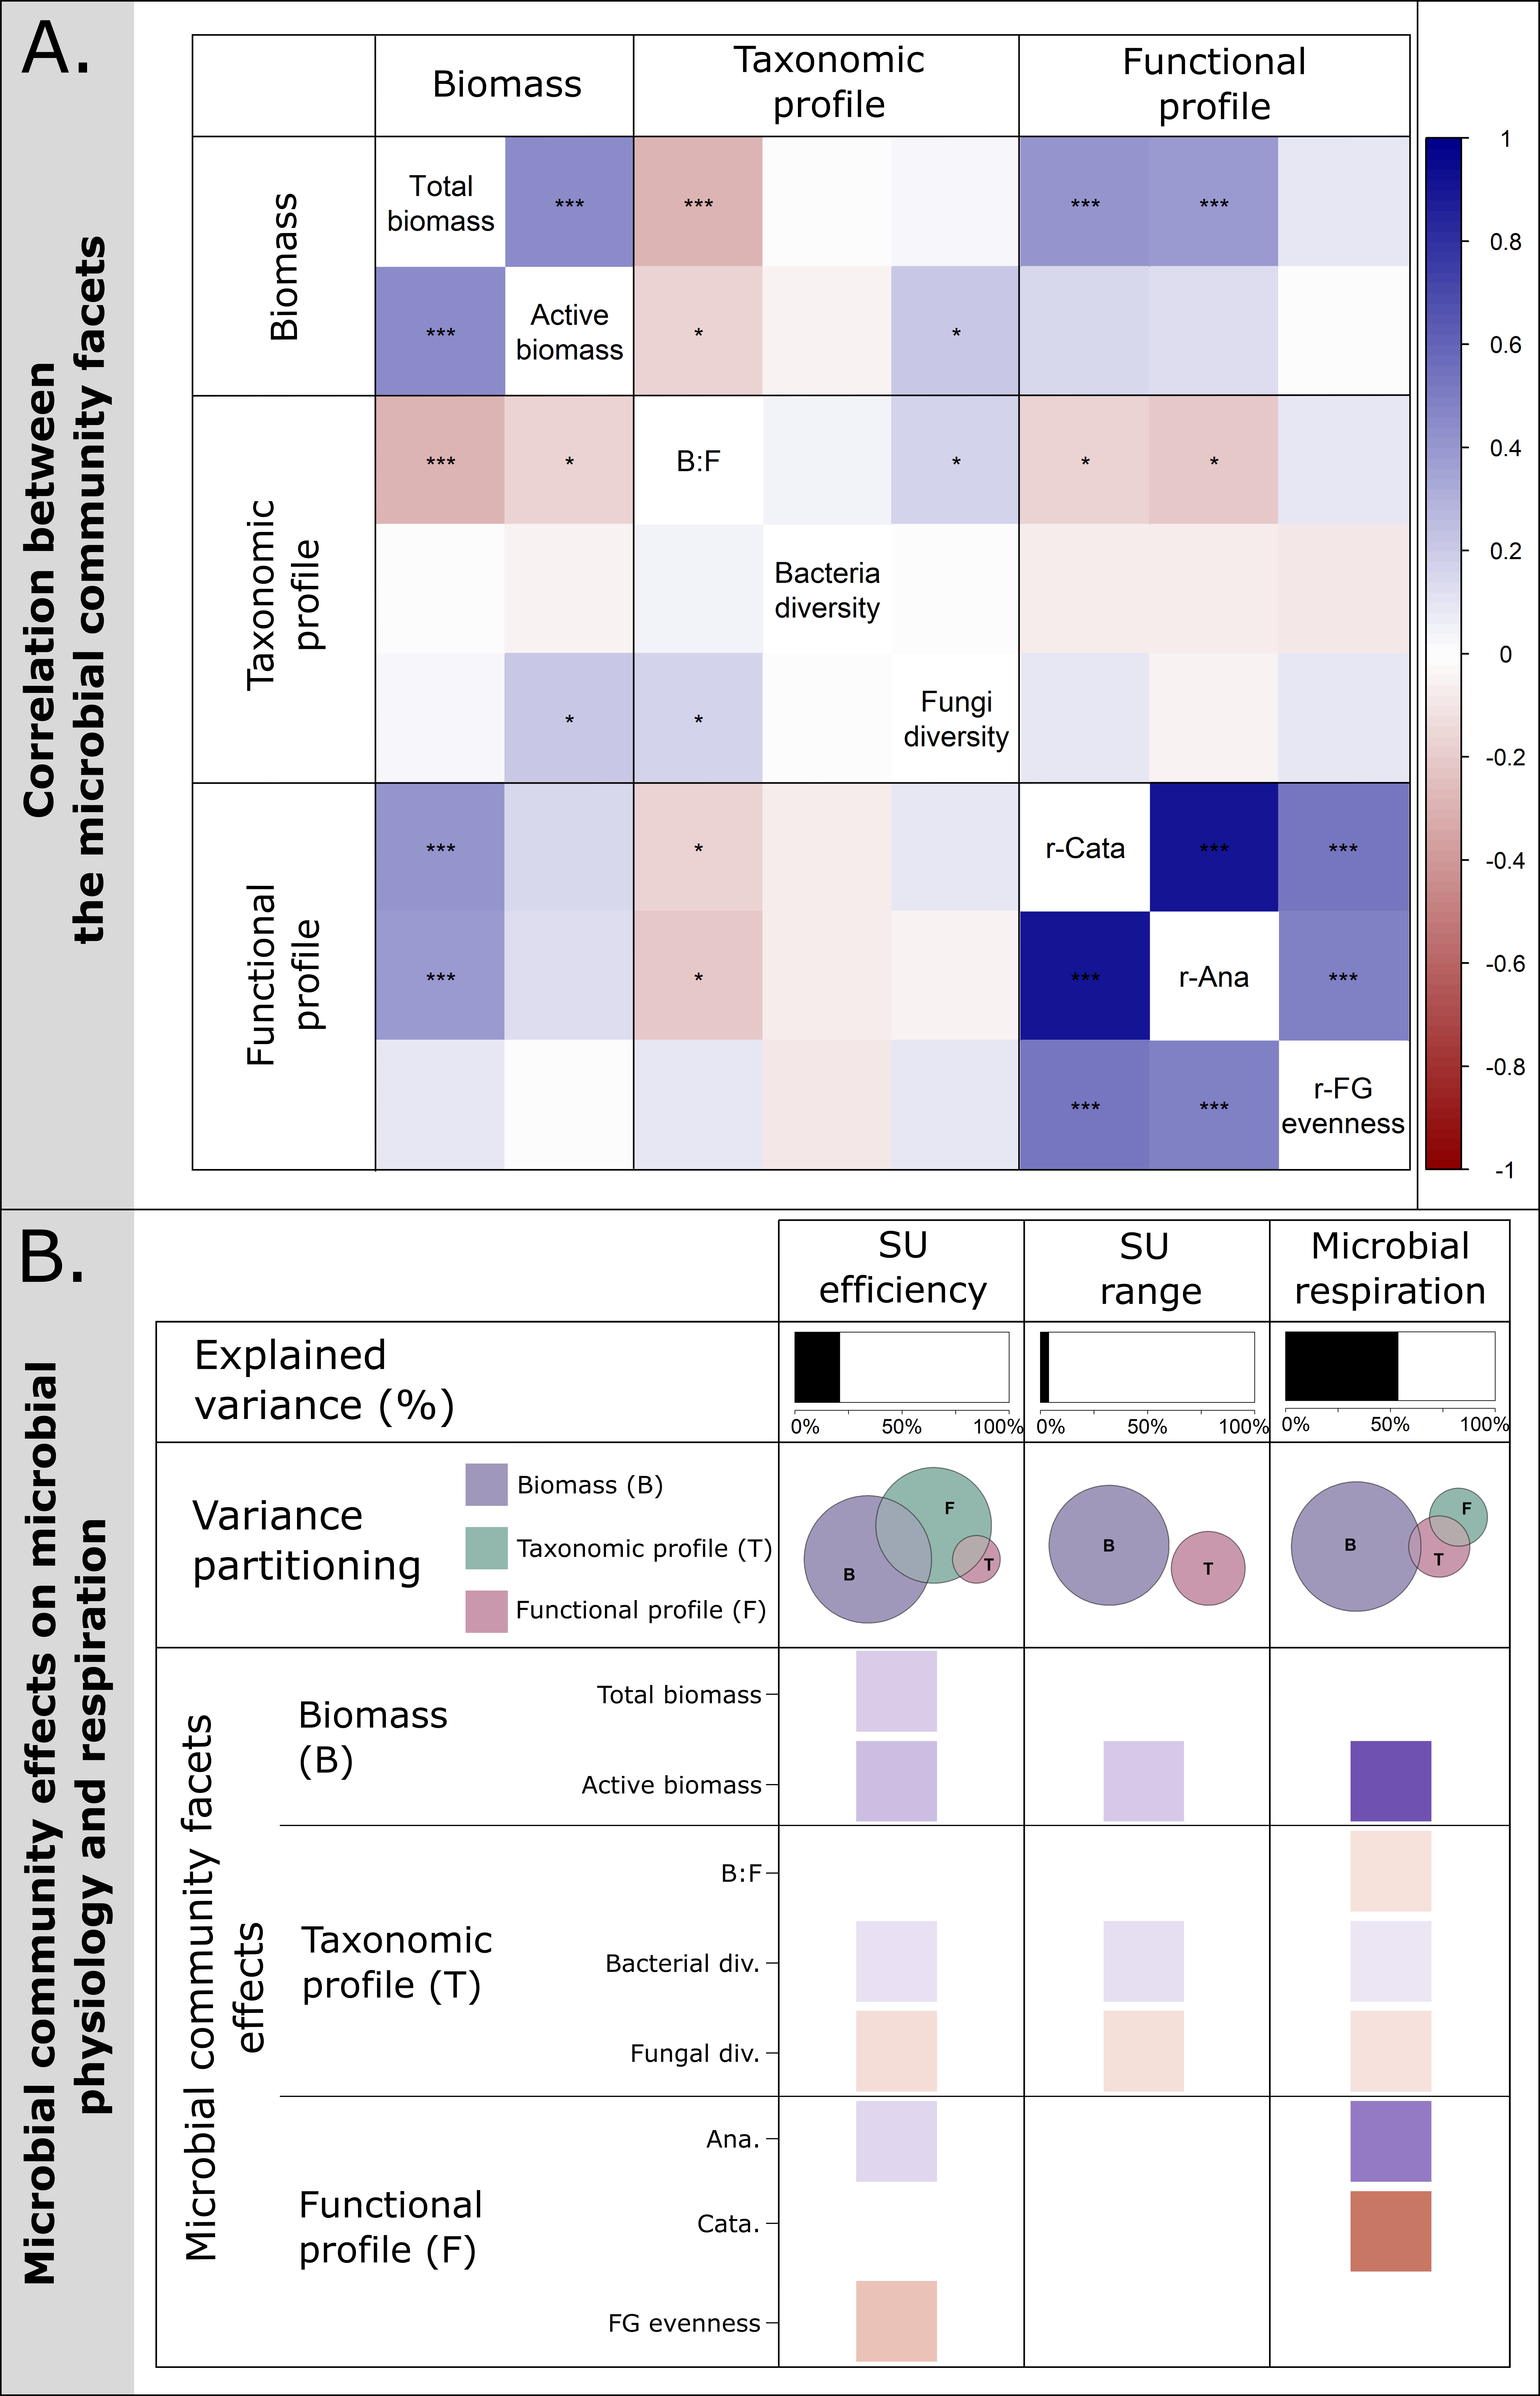 A.
Correlation between
the microbial community facets
Biomass
Taxonomic
profile
Functional
profile
Biomass
Total
biomass
***
***
***
***
***
Active
biomass
*
*
Taxonomic
profile
***
*
B:F
*
*
*
Bacteria
diversity
*
*
Fungi
diversity
Functional
profile
***
*
r-Cata
***
***
***
*
***
r-Ana
***
***
***
r-FG
evenness
1
0.8
0.6
0.4
0.2
0
-0.2
-0.4
-0.6
-0.8
-1
B.
Microbial community effects on microbial
physiology and respiration
SU
efficiency
SU
range
Microbial
respiration
Explained
variance (%)
0% 50% 100%
0% 50% 100%
0% 50% 100%
Variance
partitioning
Biomass (B)
Taxonomic profile (T)
Functional profile (F)
F
B
T
B
T
F
B
T
Microbial community facets
effects
Biomass
(B)
Total biomass
Active biomass
Taxonomic
profile (T)
B:F
Bacterial div.
Fungal div.
Functional
profile (F)
Ana.
Cata.
FG evenness